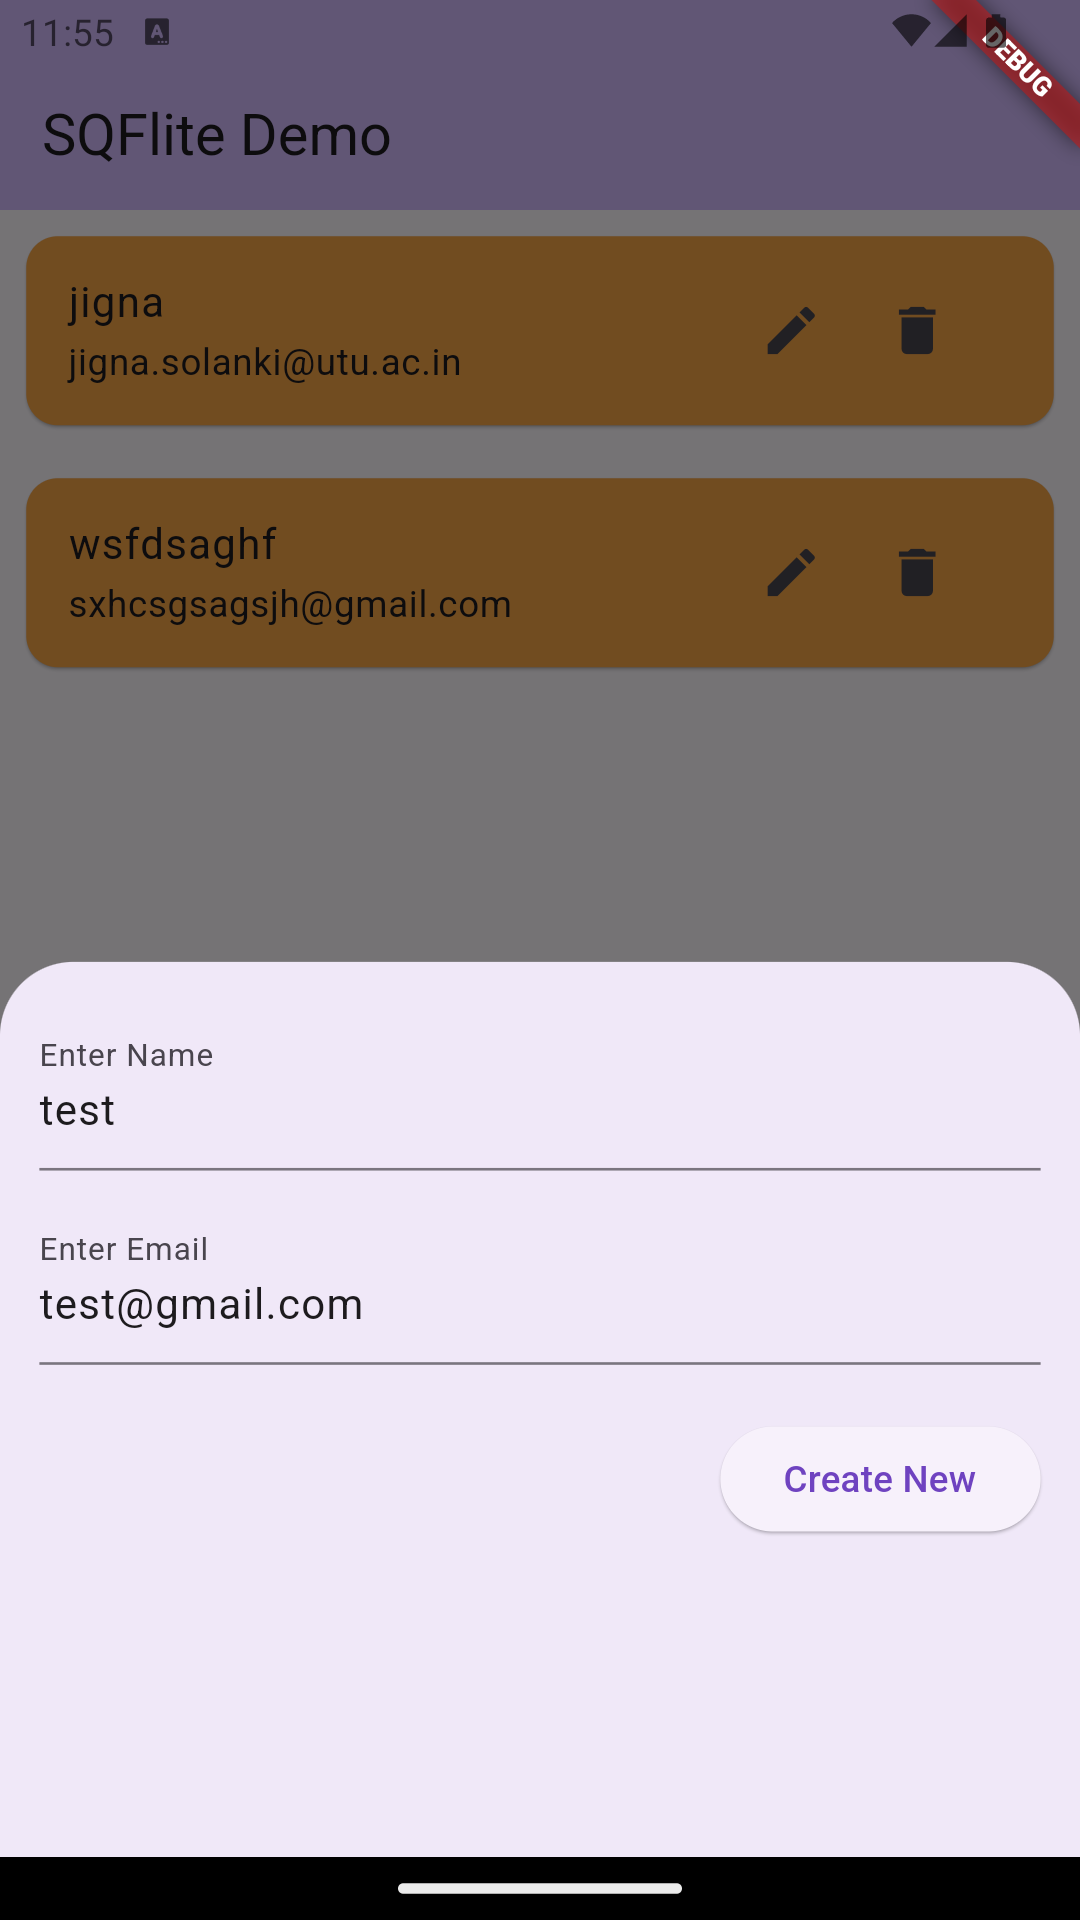 11:55
DEBUG
SQFlite Demo
jigna
jigna.solanki@utu.ac.in
wsfdsaghf
sxhcsgsagsjh@gmail.com
Enter Name
test
Enter Email
test@gmail.com
Create New